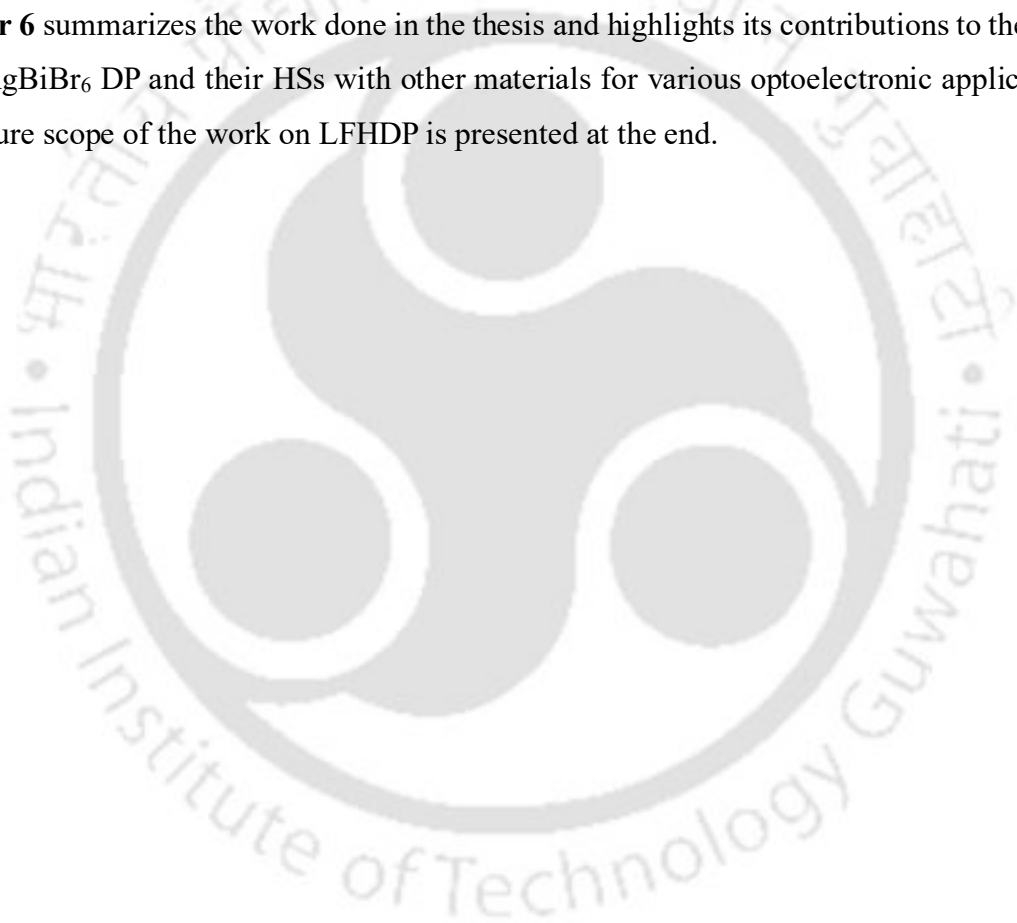 r 6 summarizes the work done in the thesis and highlights its contributions to the
gBiBr₆ DP and their HSs with other materials for various optoelectronic applic
ure scope of the work on LFHDP is presented at the end.
Indian Institute of Technology Guwahati